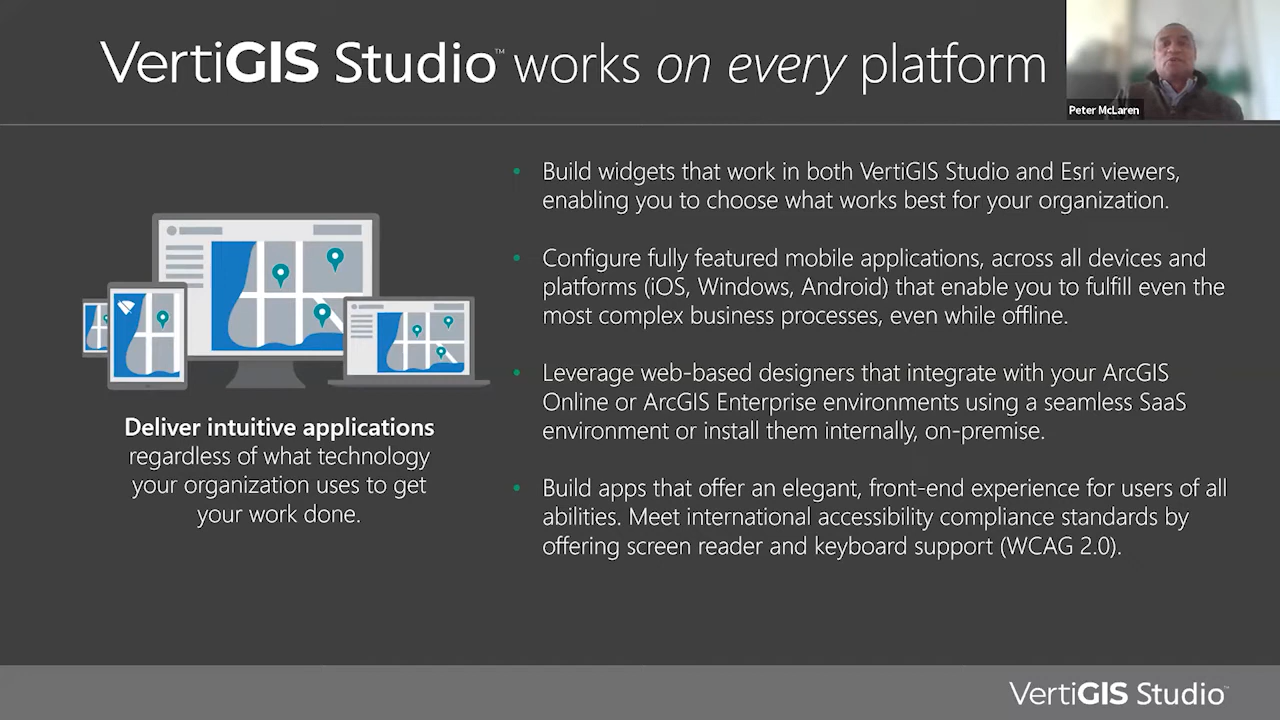 VertiGIS Studio™ works on every platform
Peter McLaren
• Build widgets that work in both VertiGIS Studio and Esri viewers,
enabling you to choose what works best for your organization.
• Configure fully featured mobile applications, across all devices and
platforms (iOS, Windows, Android) that enable you to fulfill even the
most complex business processes, even while offline.
• Leverage web-based designers that integrate with your ArcGIS
Online or ArcGIS Enterprise environments using a seamless SaaS
environment or install them internally, on-premise.
• Build apps that offer an elegant, front-end experience for users of all
abilities. Meet international accessibility compliance standards by
offering screen reader and keyboard support (WCAG 2.0).
Deliver intuitive applications
regardless of what technology
your organization uses to get
your work done.
VertiGIS Studio™